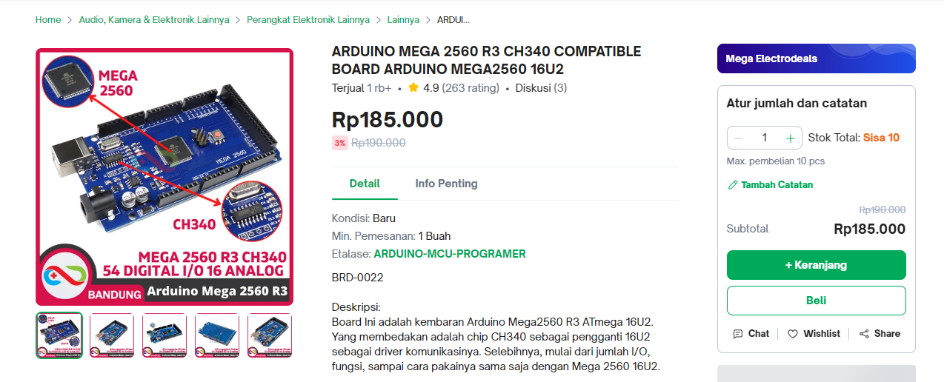 Home > Audio, Kamera & Elektronik Lainnya > Perangkat Elektronik Lainnya > Lainnya > ARDUI...
MEGA
2560
CH340
MEGA 2560 R3 CH340
54 DIGITAL I/O 16 ANALOG
BANDUNG Arduino Mega 2560 R3
ARDUINO MEGA 2560 R3 CH340 COMPATIBLE
BOARD ARDUINO MEGA2560 16U2
Terjual 1 rb+ • 4.9 (263 rating) • Diskusi (3)
Rp185.000
3% Rp190.000
Detail Info Penting
Kondisi: Baru
Min. Pemesanan: 1 Buah
Etalase: ARDUINO-MCU-PROGRAMER
BRD-0022
Deskripsi:
Board Ini adalah kembaran Arduino Mega2560 R3 ATmega 16U2.
Yang membedakan adalah chip CH340 sebagai pengganti 16U2
sebagai driver komunikasinya. Selebihnya, mulai dari jumlah I/O,
fungsi, sampai cara pakainya sama saja dengan Mega 2560 16U2.
Mega Electrodeals
Atur jumlah dan catatan
− 1 + Stok Total: Sisa 10
Max. pembelian 10 pcs
Tambah Catatan
Rp190.000
Subtotal Rp185.000
+ Keranjang
Beli
Chat | Wishlist | Share